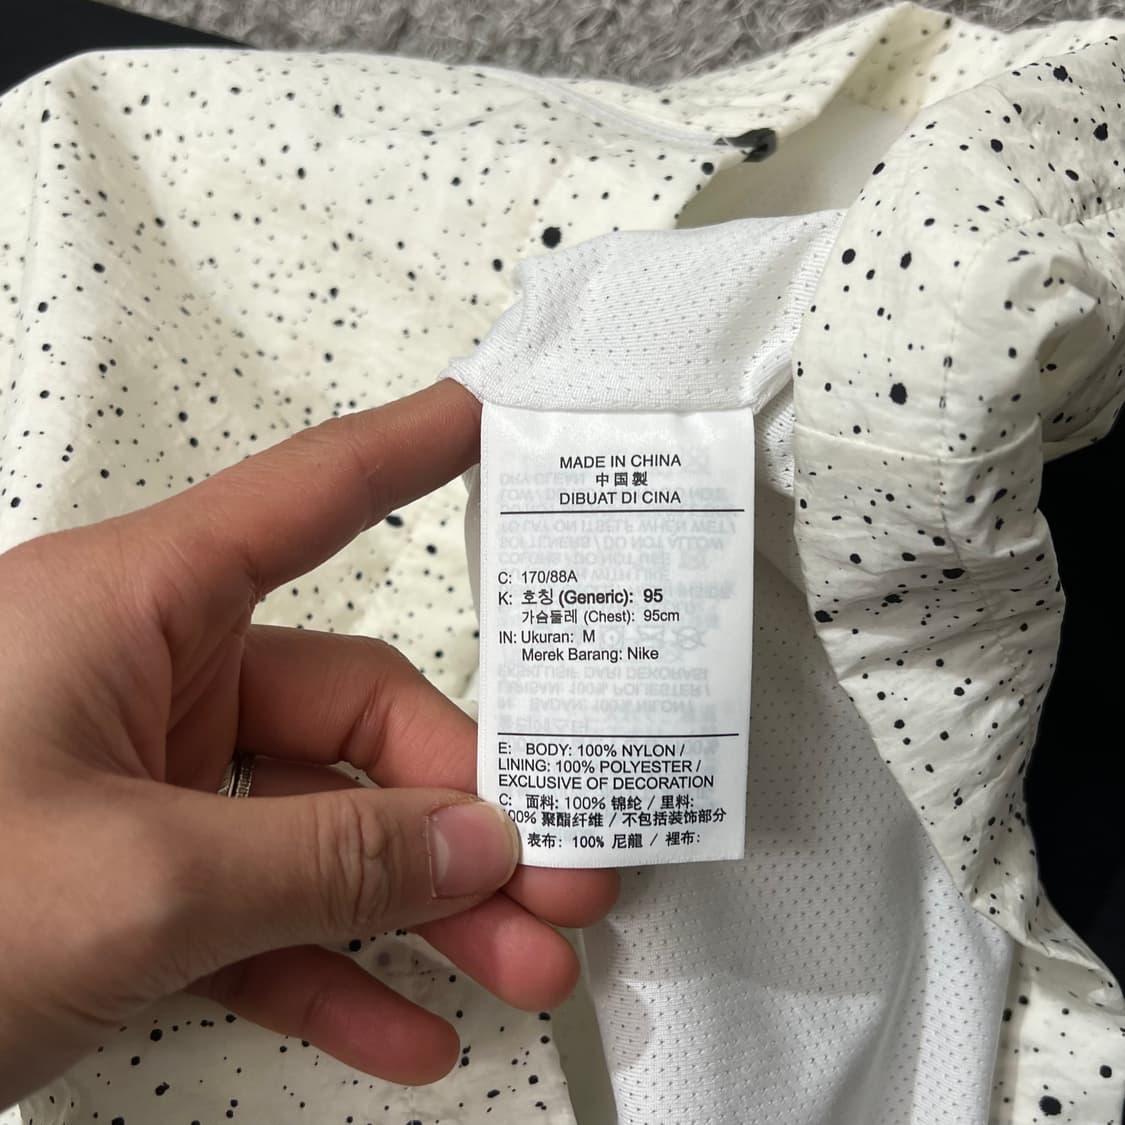 MADE IN CHINA
中国製
DIBUAT DI CINA
C: 170/88A
K: 호칭 (Generic): 95
가슴둘레 (Chest): 95cm
IN: Ukuran: M
Merek Barang: Nike
E: BODY: 100% NYLON /
LINING: 100% POLYESTER /
EXCLUSIVE OF DECORATION
C: 面料: 100% 锦纶 / 里料:
100% 聚酯纤维 / 不包括装饰部分
表布: 100% 尼龍 / 裡布: